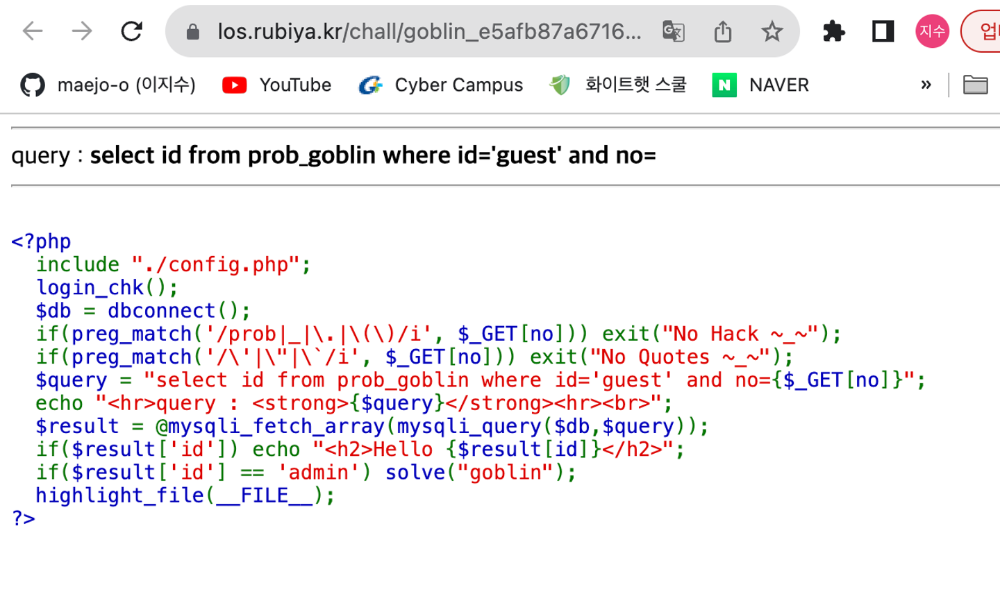 los.rubiya.kr/chall/goblin_e5afb87a6716...
지수
maejo-o (이지수) YouTube Cyber Campus 화이트햇 스쿨 NAVER »
query : select id from prob_goblin where id='guest' and no=
<?php
include "./config.php";
login_chk();
$db = dbconnect();
if(preg_match('/prob|_|\.|\(\)/i', $_GET[no])) exit("No Hack ~_~");
if(preg_match('/\'|\"|\`/i', $_GET[no])) exit("No Quotes ~_~");
$query = "select id from prob_goblin where id='guest' and no={$_GET[no]}";
echo "<hr>query : <strong>{$query}</strong><hr><br>";
$result = @mysqli_fetch_array(mysqli_query($db,$query));
if($result['id']) echo "<h2>Hello {$result[id]}</h2>";
if($result['id'] == 'admin') solve("goblin");
highlight_file(__FILE__);
?>